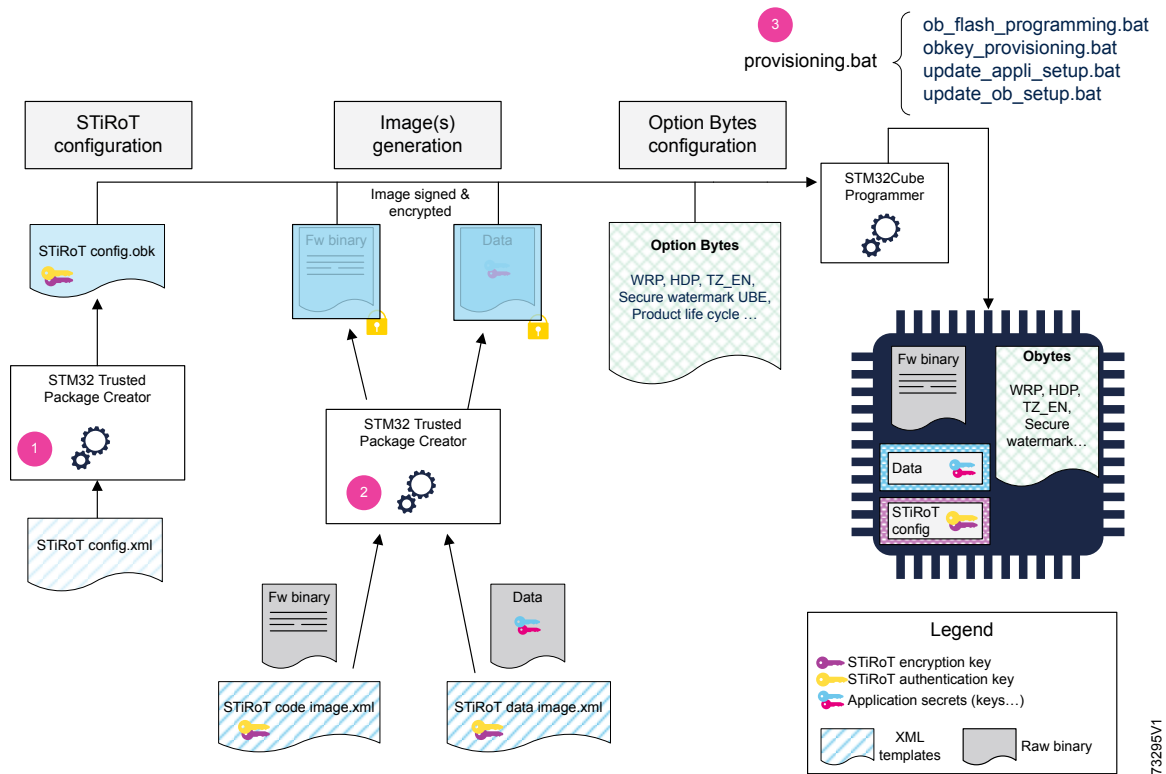 3
provisioning.bat
ob_flash_programming.bat
obkey_provisioning.bat
update_appli_setup.bat
update_ob_setup.bat
STiRoT
configuration
Image(s)
generation
Option Bytes
configuration
STM32Cube
Programmer
Image signed &
encrypted
STiRoT config.obk
Fw binary
Data
Option Bytes
WRP, HDP, TZ_EN,
Secure watermark UBE,
Product life cycle …
STM32 Trusted
Package Creator
1
STM32 Trusted
Package Creator
2
STiRoT config.xml
Fw binary
Data
STiRoT code image.xml
STiRoT data image.xml
Fw binary
Obytes
WRP, HDP,
TZ_EN,
Secure
watermark…
Data
STiRoT
config
Legend
STiRoT encryption key
STiRoT authentication key
Application secrets (keys…)
XML
templates
Raw binary
73295V1